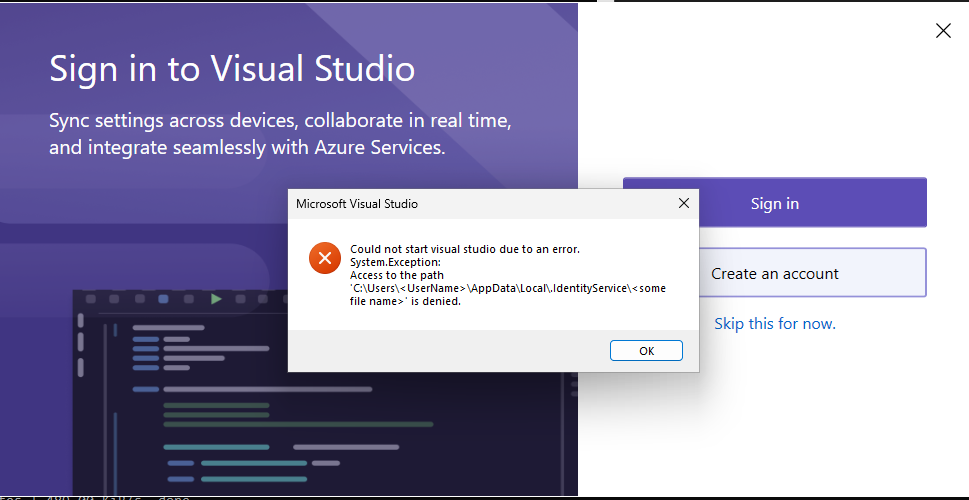 Sign in to Visual Studio
Sync settings across devices, collaborate in real time,
and integrate seamlessly with Azure Services.
Microsoft Visual Studio
Could not start visual studio due to an error.
System.Exception:
Access to the path
'C:\Users\<UserName>\AppData\Local\.IdentityService\<some
file name>' is denied.
OK
Sign in
Create an account
Skip this for now.